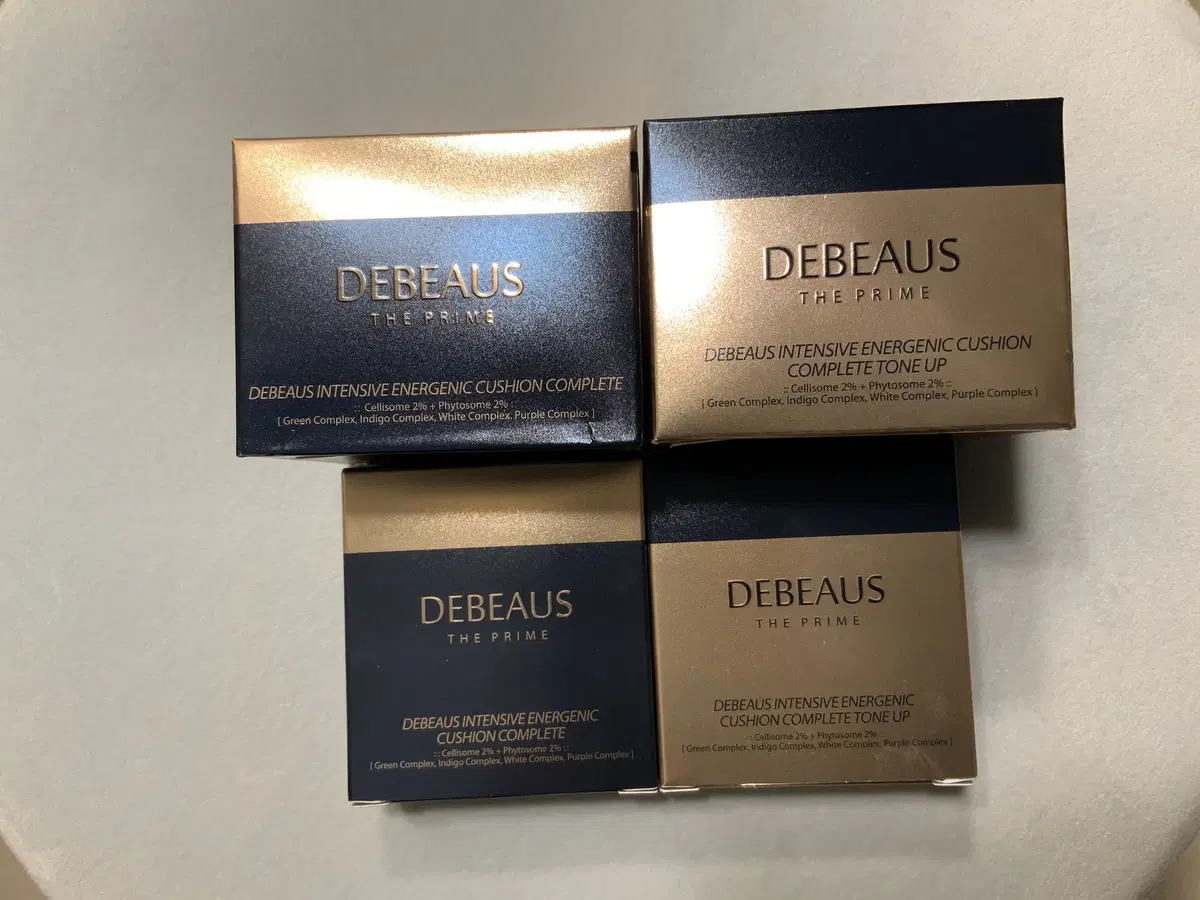 DEBEAUS
THE PRIME
DEBEAUS INTENSIVE ENERGENIC CUSHION COMPLETE
:: Cellisome 2% + Phytosome 2% ::
[ Green Complex, Indigo Complex, White Complex, Purple Complex ]
DEBEAUS
THE PRIME
DEBEAUS INTENSIVE ENERGENIC CUSHION
COMPLETE TONE UP
:: Cellisome 2% + Phytosome 2% ::
[ Green Complex, Indigo Complex, White Complex, Purple Complex ]
DEBEAUS
THE PRIME
DEBEAUS INTENSIVE ENERGENIC
CUSHION COMPLETE
:: Cellisome 2% + Phytosome 2% ::
[ Green Complex, Indigo Complex, White Complex, Purple Complex ]
DEBEAUS
THE PRIME
DEBEAUS INTENSIVE ENERGENIC
CUSHION COMPLETE TONE UP
:: Cellisome 2% + Phytosome 2% ::
[ Green Complex, Indigo Complex, White Complex, Purple Complex ]